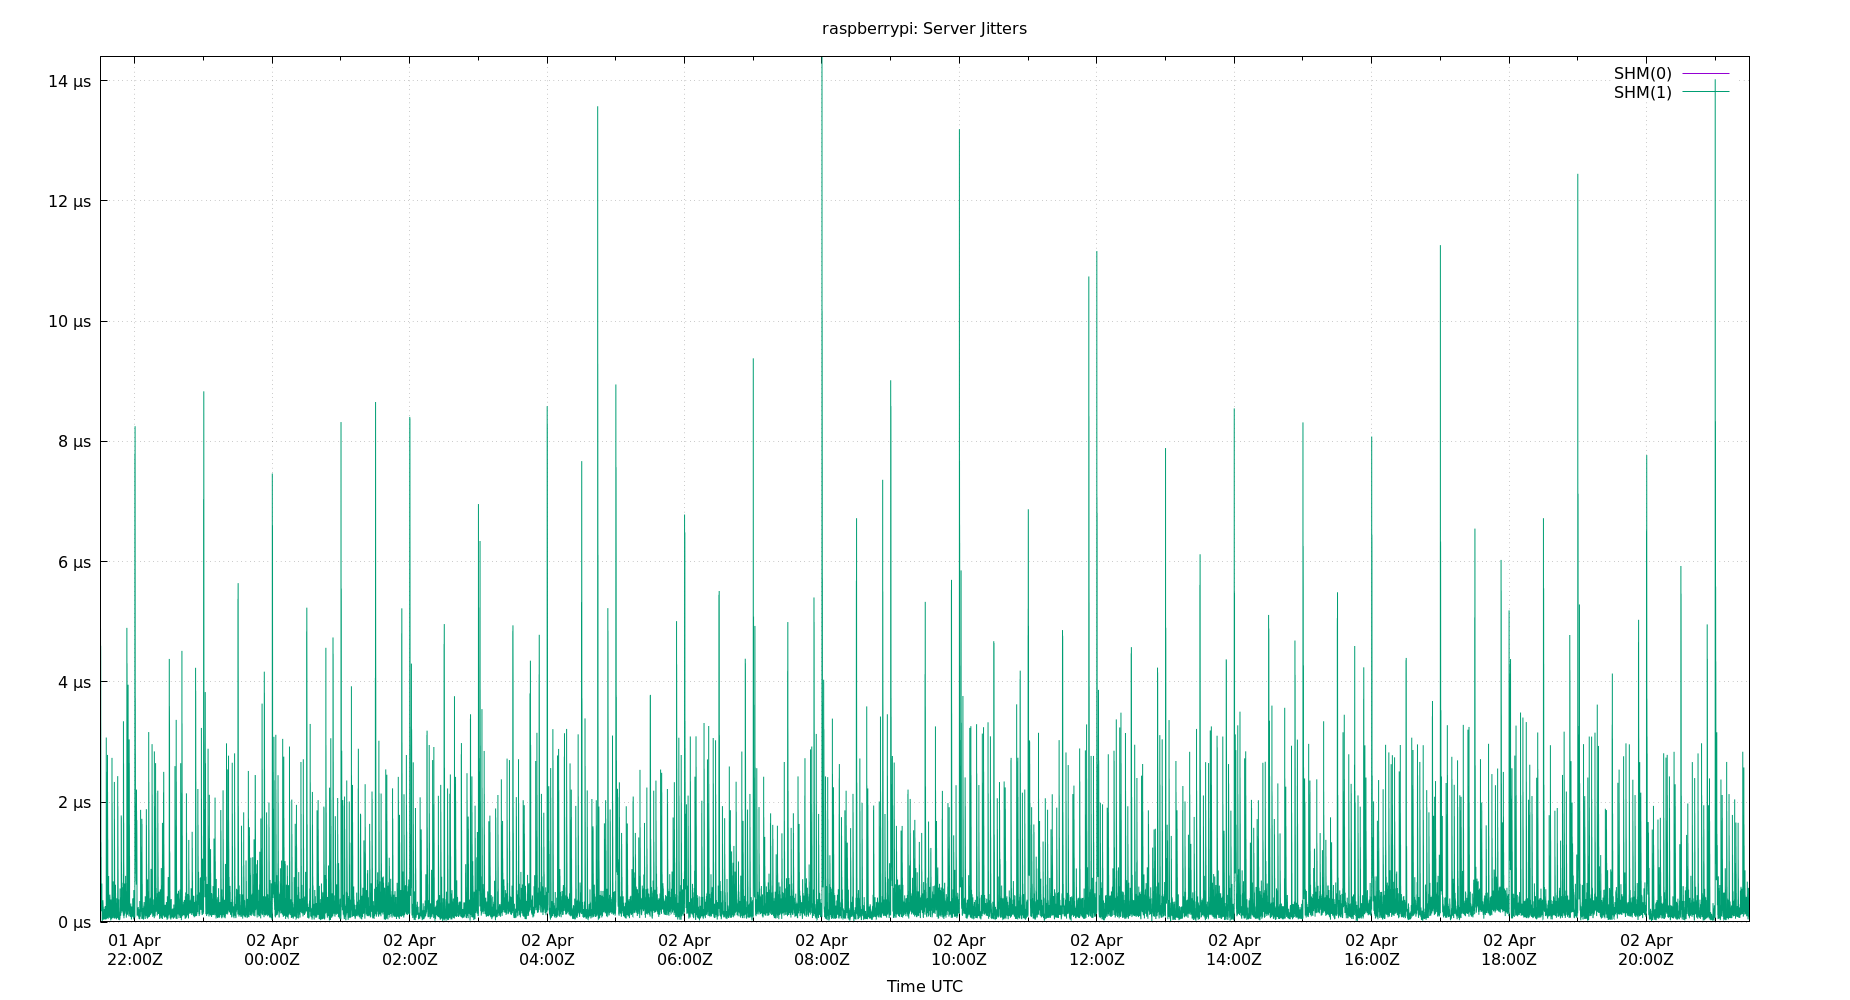 raspberrypi: Server Jitters
SHM(0)
SHM(1)
14 µs
12 µs
10 µs
8 µs
6 µs
4 µs
2 µs
0 µs
01 Apr 02 Apr 02 Apr 02 Apr 02 Apr 02 Apr 02 Apr 02 Apr 02 Apr 02 Apr 02 Apr 02 Apr
22:00Z 00:00Z 02:00Z 04:00Z 06:00Z 08:00Z 10:00Z 12:00Z 14:00Z 16:00Z 18:00Z 20:00Z
Time UTC